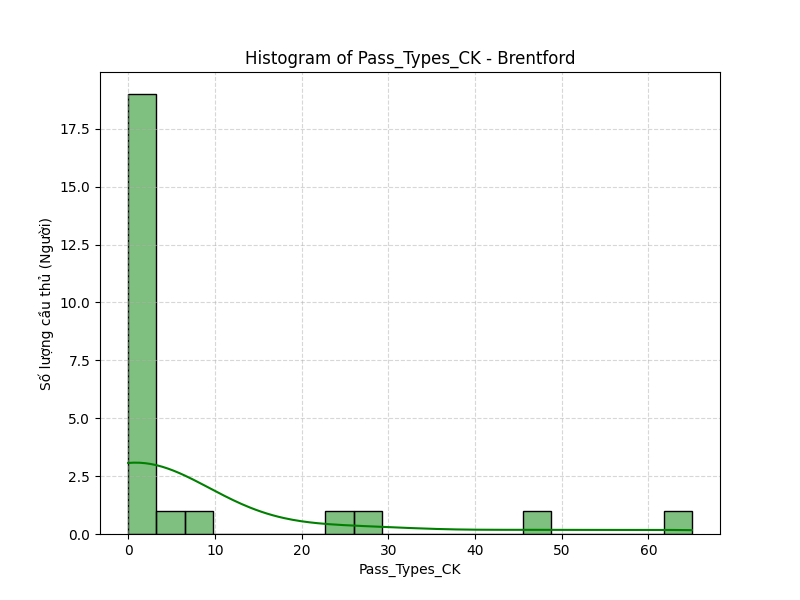 Histogram of Pass_Types_CK - Brentford
17.5
15.0
12.5
10.0
7.5
5.0
2.5
0.0
Số lượng cầu thủ (Người)
0 10 20 30 40 50 60
Pass_Types_CK